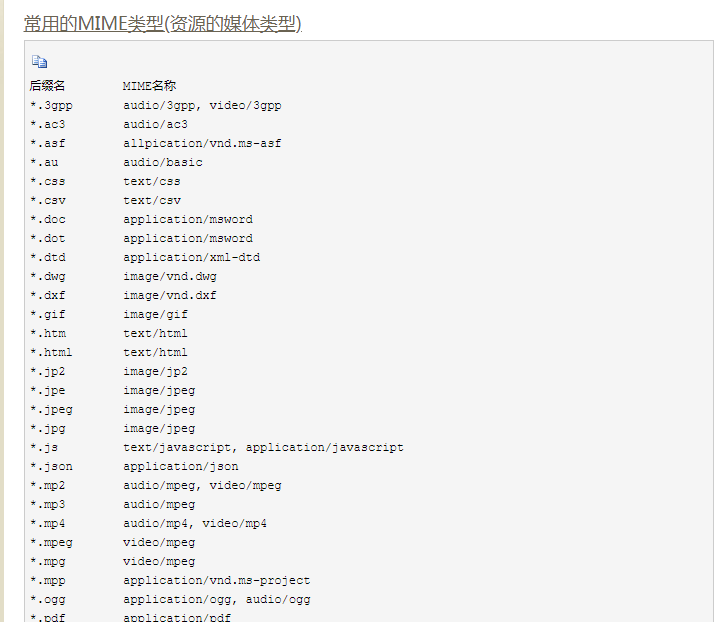 常用的MIME类型(资源的媒体类型)
后缀名 MIME名称
*.3gpp audio/3gpp, video/3gpp
*.ac3 audio/ac3
*.asf allpication/vnd.ms-asf
*.au audio/basic
*.css text/css
*.csv text/csv
*.doc application/msword
*.dot application/msword
*.dtd application/xml-dtd
*.dwg image/vnd.dwg
*.dxf image/vnd.dxf
*.gif image/gif
*.htm text/html
*.html text/html
*.jp2 image/jp2
*.jpe image/jpeg
*.jpeg image/jpeg
*.jpg image/jpeg
*.js text/javascript, application/javascript
*.json application/json
*.mp2 audio/mpeg, video/mpeg
*.mp3 audio/mpeg
*.mp4 audio/mp4, video/mp4
*.mpeg video/mpeg
*.mpg video/mpeg
*.mpp application/vnd.ms-project
*.ogg application/ogg, audio/ogg
*.pdf application/pdf